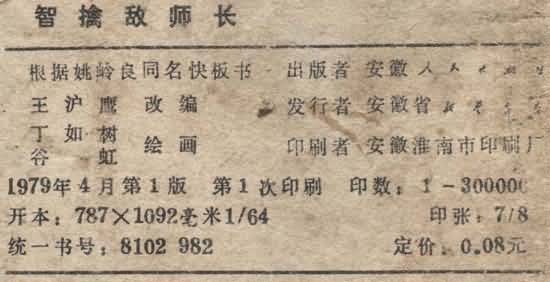 智擒敌师长
根据姚岭良同名快板书 出版者 安徽人民出版
王沪鹰 改编 发行者 安徽省
丁如树 绘画
谷虹 印刷者 安徽淮南市印刷厂
1979年4月第1版 第1次印刷 印数：1－300000
开本：787×1092毫米1/64 印张：7/8
统一书号：8102 982 定价：0.08元